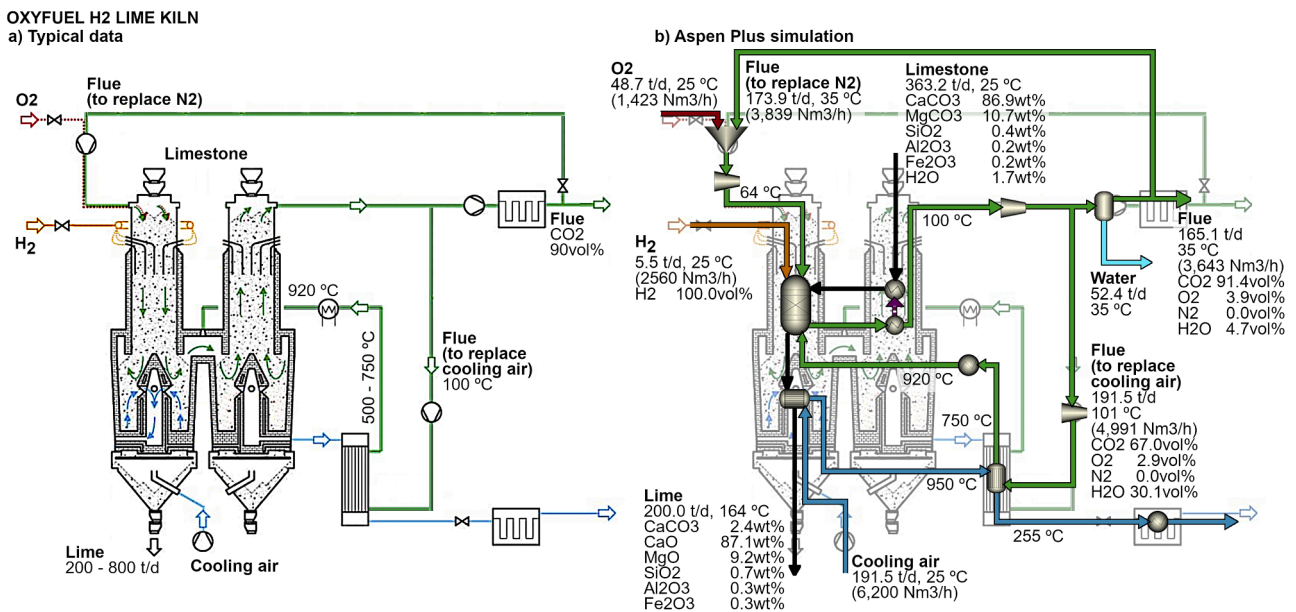 OXYFUEL H2 LIME KILN
a) Typical data
Flue
(to replace N2)
O2
Limestone
H2
Flue
CO2
90vol%
920 ºC
500 - 750 ºC
Flue
(to replace
cooling air)
100 ºC
Lime
200 - 800 t/d
Cooling air
b) Aspen Plus simulation
O2
48.7 t/d, 25 ºC
(1,423 Nm3/h)
Flue
(to replace N2)
173.9 t/d, 35 ºC
(3,839 Nm3/h)
Limestone
363.2 t/d, 25 ºC
CaCO3 86.9wt%
MgCO3 10.7wt%
SiO2 0.4wt%
Al2O3 0.2wt%
Fe2O3 0.2wt%
H2O 1.7wt%
64 ºC
100 ºC
H2
5.5 t/d, 25 ºC
(2560 Nm3/h)
H2 100.0vol%
Water
52.4 t/d
35 ºC
Flue
165.1 t/d
35 ºC
(3,643 Nm3/h)
CO2 91.4vol%
O2 3.9vol%
N2 0.0vol%
H2O 4.7vol%
920 ºC
750 ºC
950 ºC
255 ºC
Flue
(to replace
cooling air)
191.5 t/d
101 ºC
(4,991 Nm3/h)
CO2 67.0vol%
O2 2.9vol%
N2 0.0vol%
H2O 30.1vol%
Lime
200.0 t/d, 164 ºC
CaCO3 2.4wt%
CaO 87.1wt%
MgO 9.2wt%
SiO2 0.7wt%
Al2O3 0.3wt%
Fe2O3 0.3wt%
Cooling air
191.5 t/d, 25 ºC
(6,200 Nm3/h)